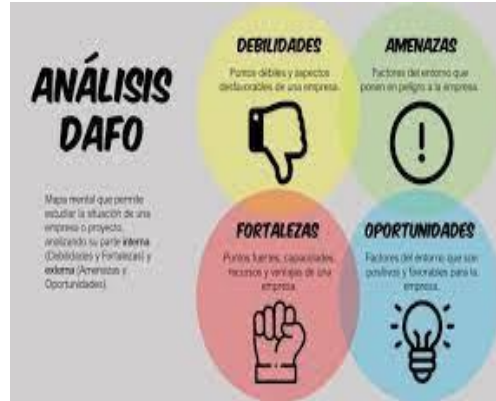 ANÁLISIS
DAFO
Mapa mental que permite
estudiar la situación de una
empresa o proyecto,
analizando su parte interna
(Debilidades y Fortalezas) y
externa (Amenazas y
Oportunidades).
DEBILIDADES
Puntos débiles y aspectos
desfavorables de una empresa.
AMENAZAS
Factores del entorno que
ponen en peligro a la empresa.
FORTALEZAS
Puntos fuertes, capacidades,
recursos y ventajas de una
empresa.
OPORTUNIDADES
Factores del entorno que son
positivos y favorables para la
empresa.